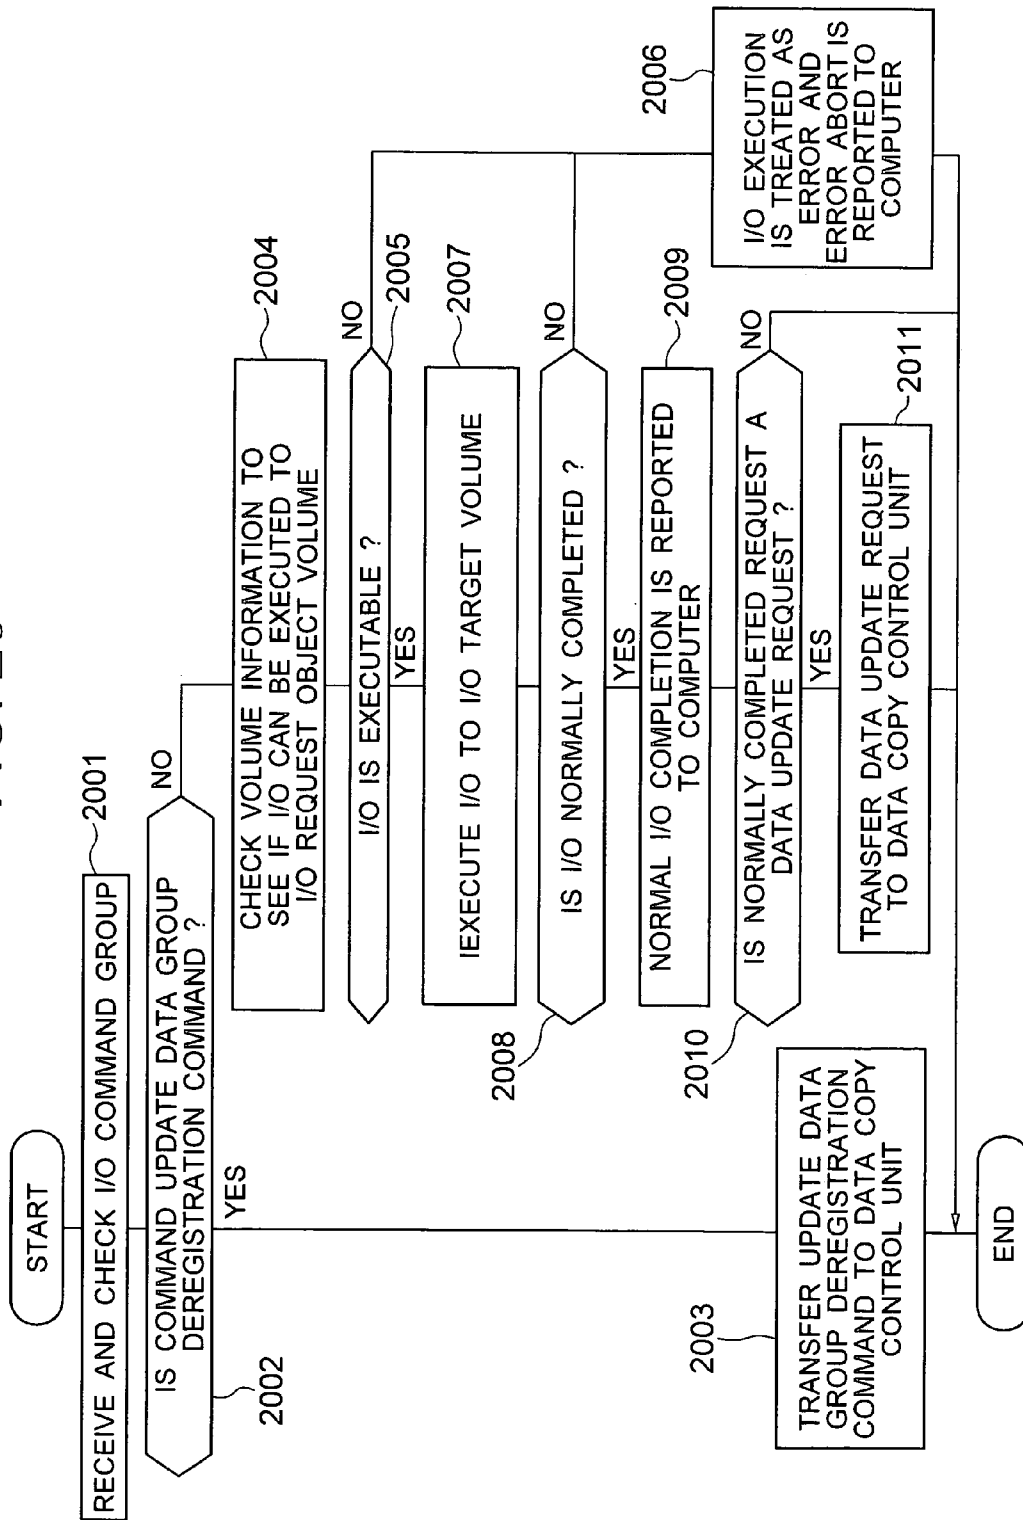 START
RECEIVE AND CHECK I/O COMMAND GROUP
2001
IS COMMAND UPDATE DATA GROUP
DEREGISTRATION COMMAND ?
2002
NO
YES
TRANSFER UPDATE DATA
GROUP DEREGISTRATION
COMMAND TO DATA COPY
CONTROL UNIT
2003
CHECK VOLUME INFORMATION TO
SEE IF I/O CAN BE EXECUTED TO
I/O REQUEST OBJECT VOLUME
2004
I/O IS EXECUTABLE ?
NO
2005
YES
IEXECUTE I/O TO I/O TARGET VOLUME
2007
IS I/O NORMALLY COMPLETED ?
NO
2008
YES
NORMAL I/O COMPLETION IS REPORTED
TO COMPUTER
2009
IS NORMALLY COMPLETED REQUEST A
DATA UPDATE REQUEST ?
NO
2010
YES
TRANSFER DATA UPDATE REQUEST
TO DATA COPY CONTROL UNIT
2011
I/O EXECUTION
IS TREATED AS
ERROR AND
ERROR ABORT IS
REPORTED TO
COMPUTER
2006
END